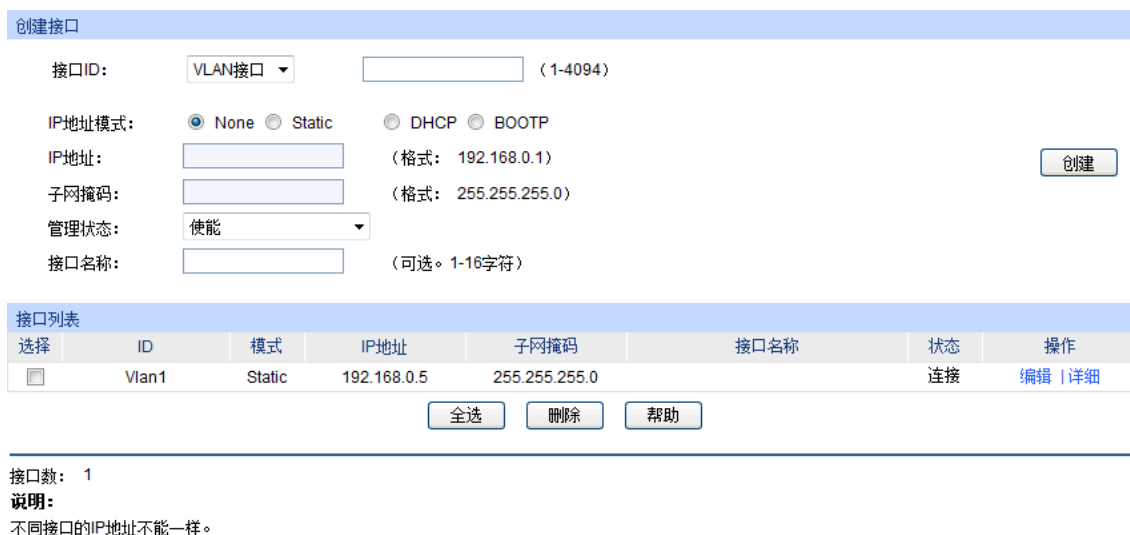 创建接口
接口ID： VLAN接口 （1-4094）
IP地址模式： None Static DHCP BOOTP
IP地址： （格式： 192.168.0.1）
创建
子网掩码： （格式： 255.255.255.0）
管理状态： 使能
接口名称： （可选。1-16字符）
接口列表
选择 ID 模式 IP地址 子网掩码 接口名称 状态 操作
Vlan1 Static 192.168.0.5 255.255.255.0 连接 编辑 | 详细
全选 删除 帮助
接口数： 1
说明：
不同接口的IP地址不能一样。